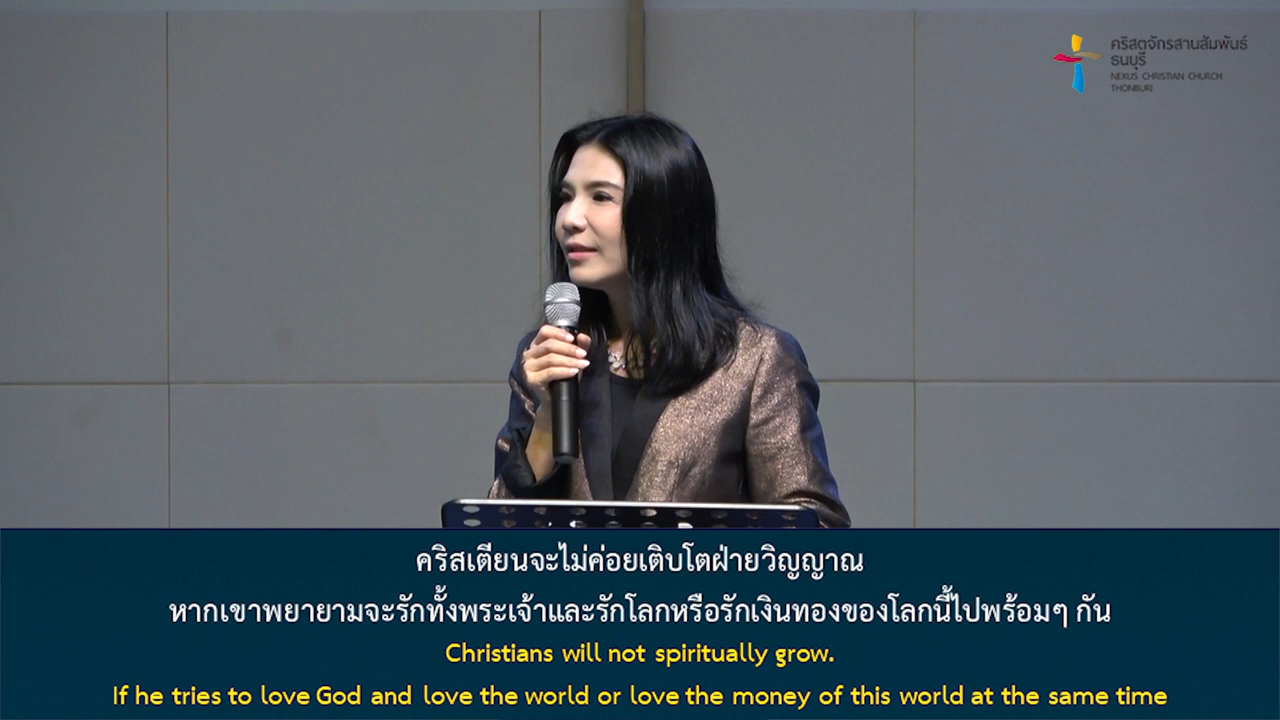 คริสตจักรสานสัมพันธ์
ธนบุรี
NEXUS CHRISTIAN CHURCH
THONBURI
คริสเตียนจะไม่ค่อยเติบโตฝ่ายวิญญาณ
หากเขาพยายามจะรักทั้งพระเจ้าและรักโลกหรือรักเงินทองของโลกนี้ไปพร้อมๆ กัน
Christians will not spiritually grow.
If he tries to love God and love the world or love the money of this world at the same time